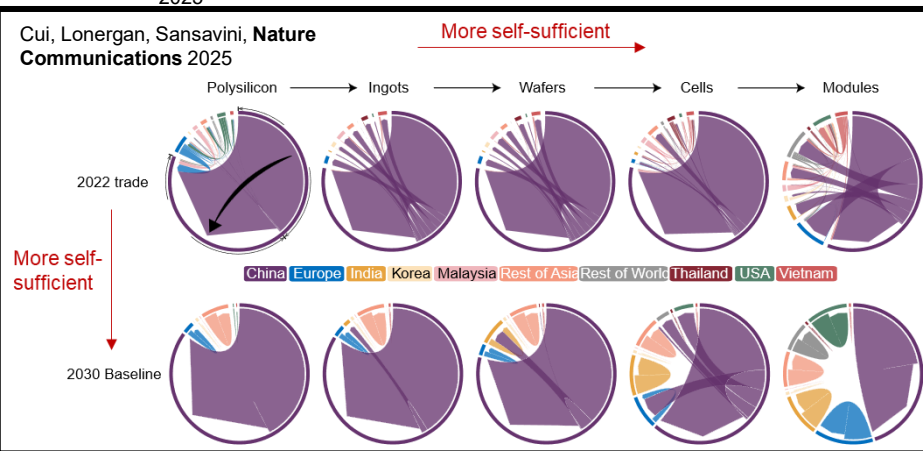 2025
Cui, Lonergan, Sansavini, Nature
Communications 2025
More self-sufficient
Polysilicon
Ingots
Wafers
Cells
Modules
2022 trade
More self-
sufficient
China Europe India Korea Malaysia Rest of Asia Rest of World Thailand USA Vietnam
2030 Baseline